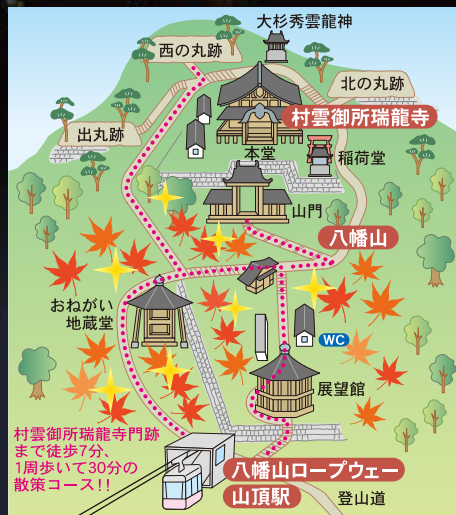 大杉秀雲龍神
西の丸跡
北の丸跡
村雲御所瑞龍寺
出丸跡
本堂
稲荷堂
山門
八幡山
おねがい
地蔵堂
WC
展望館
村雲御所瑞龍寺門跡
まで徒歩7分、
1周歩いて30分の
散策コース!!
八幡山ロープウェー
山頂駅
登山道